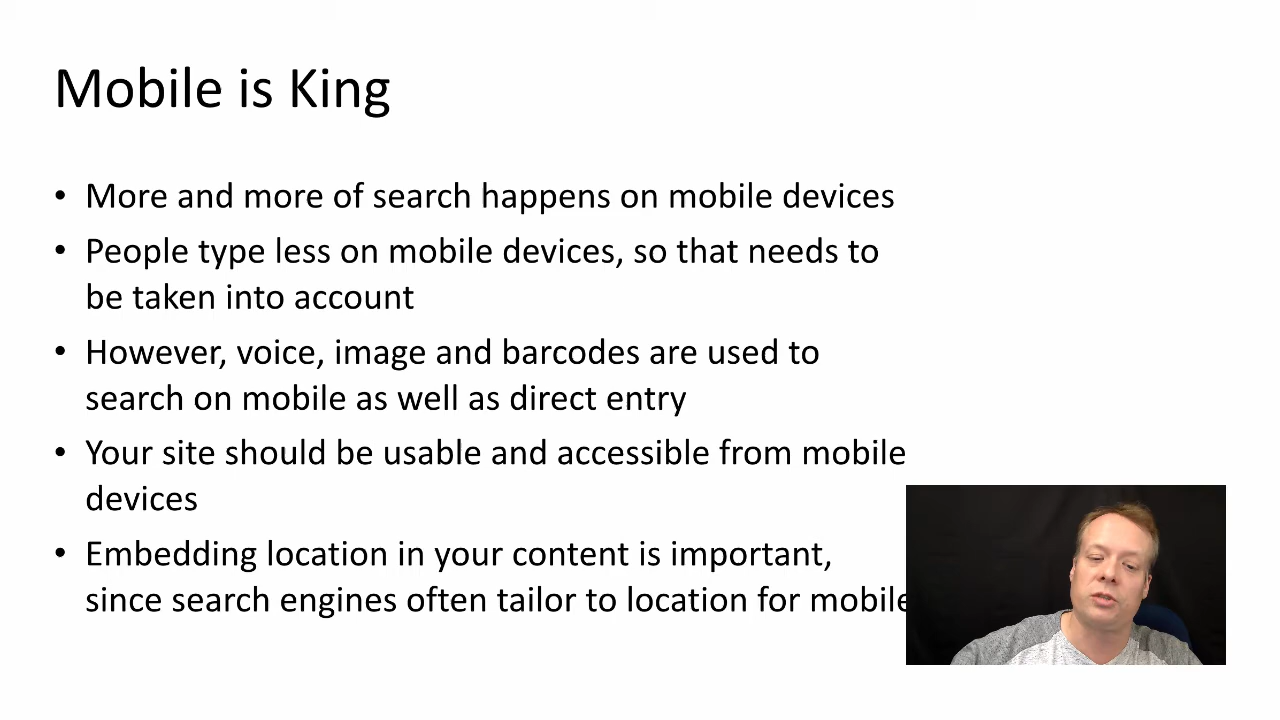 Mobile is King
• More and more of search happens on mobile devices
• People type less on mobile devices, so that needs to
be taken into account
• However, voice, image and barcodes are used to
search on mobile as well as direct entry
• Your site should be usable and accessible from mobile
devices
• Embedding location in your content is important,
since search engines often tailor to location for mobile